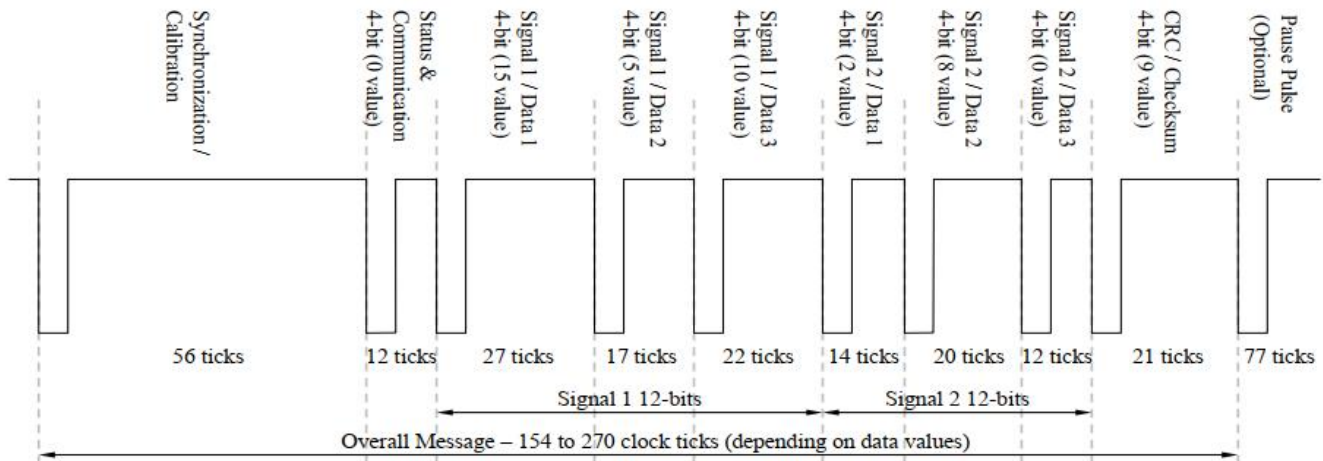 Synchronization /
Calibration
Status &
Communication
4-bit (0 value)
Signal 1 / Data 1
4-bit (15 value)
Signal 1 / Data 2
4-bit (5 value)
Signal 1 / Data 3
4-bit (10 value)
Signal 2 / Data 1
4-bit (2 value)
Signal 2 / Data 2
4-bit (8 value)
Signal 2 / Data 3
4-bit (0 value)
CRC / Checksum
4-bit (9 value)
Pause Pulse
(Optional)
56 ticks
12 ticks
27 ticks
17 ticks
22 ticks
14 ticks
20 ticks
12 ticks
21 ticks
77 ticks
Signal 1 12-bits
Signal 2 12-bits
Overall Message – 154 to 270 clock ticks (depending on data values)